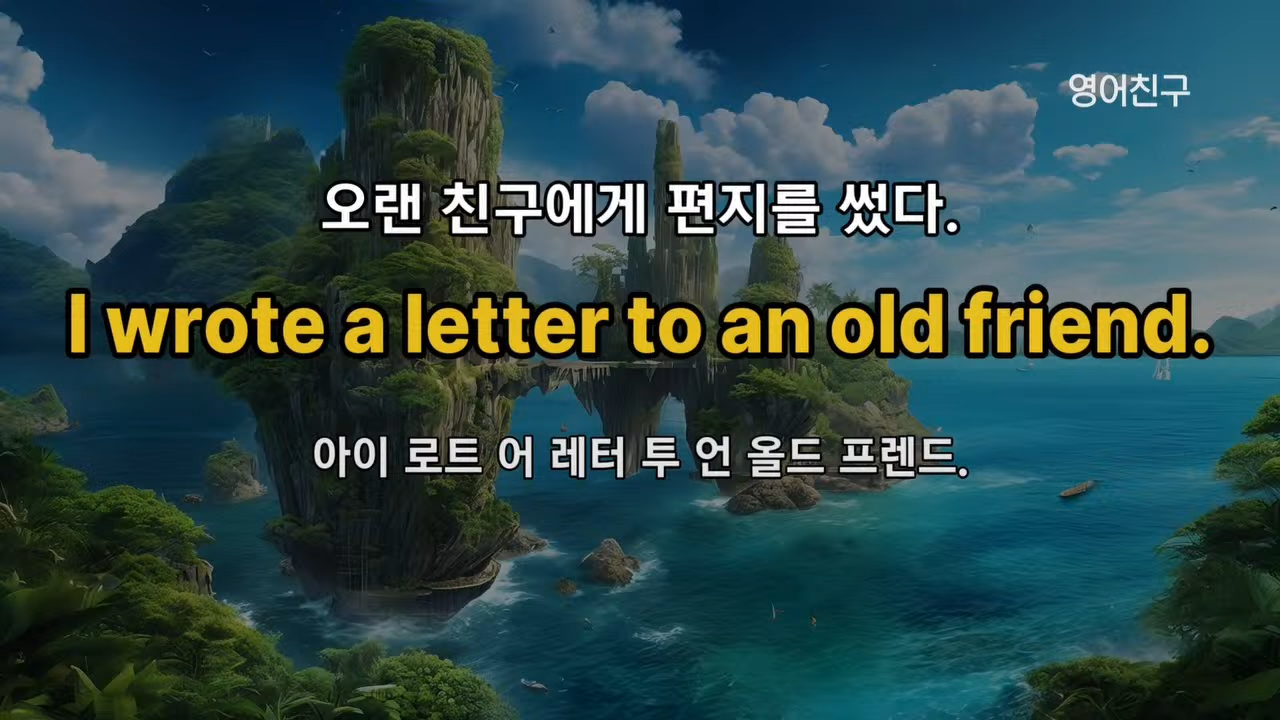 영어친구
오랜 친구에게 편지를 썼다.
I wrote a letter to an old friend.
아이 로트 어 레터 투 언 올드 프렌드.